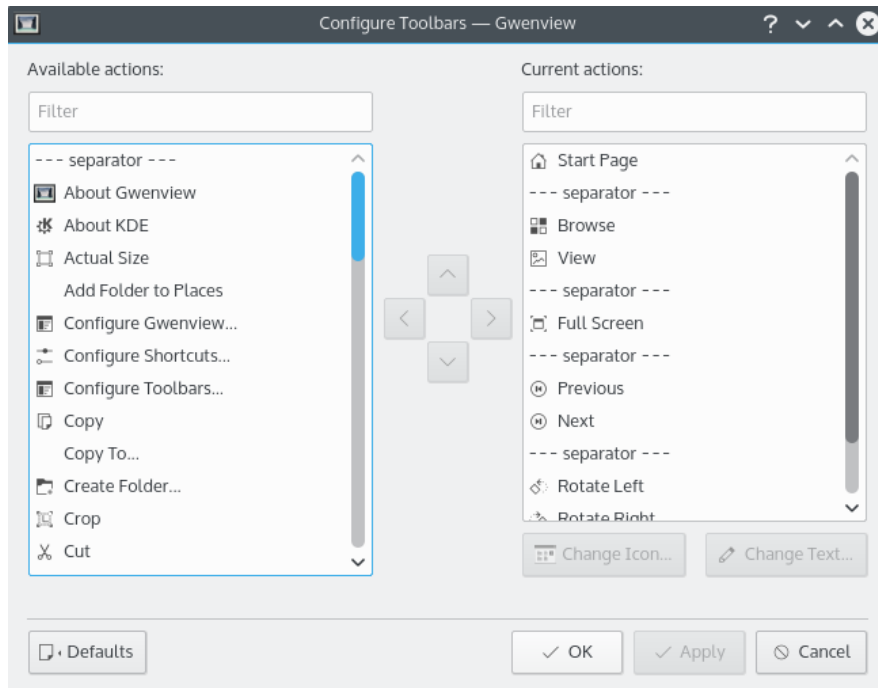 Configure Toolbars — Gwenview
Available actions:
Current actions:
Filter
Filter
--- separator ---
About Gwenview
About KDE
Actual Size
Add Folder to Places
Configure Gwenview...
Configure Shortcuts...
Configure Toolbars...
Copy
Copy To...
Create Folder...
Crop
Cut
Start Page
--- separator ---
Browse
View
--- separator ---
Full Screen
--- separator ---
Previous
Next
--- separator ---
Rotate Left
Rotate Right
Change Icon...
Change Text...
Defaults
OK
Apply
Cancel